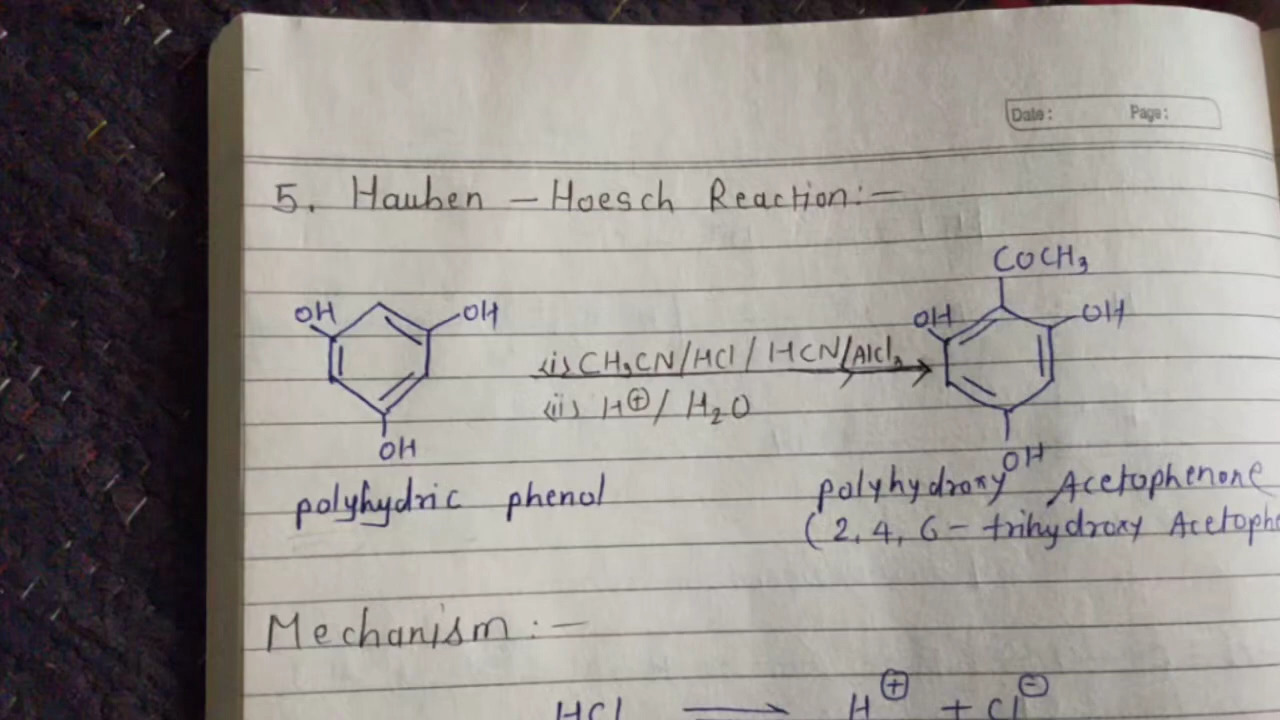 Date: Page:
5. Hauben - Hoesch Reaction:-
COCH3
OH OH OH OH
(i) CH3CN/HCl / HCN/AlCl3
(ii) H⊕/ H2O
OH OH
polyhydric phenol polyhydroxy Acetophenone
(2, 4, 6 - trihydroxy Acetoph
Mechanism :-
HCl → H⊕ + Cl⊖